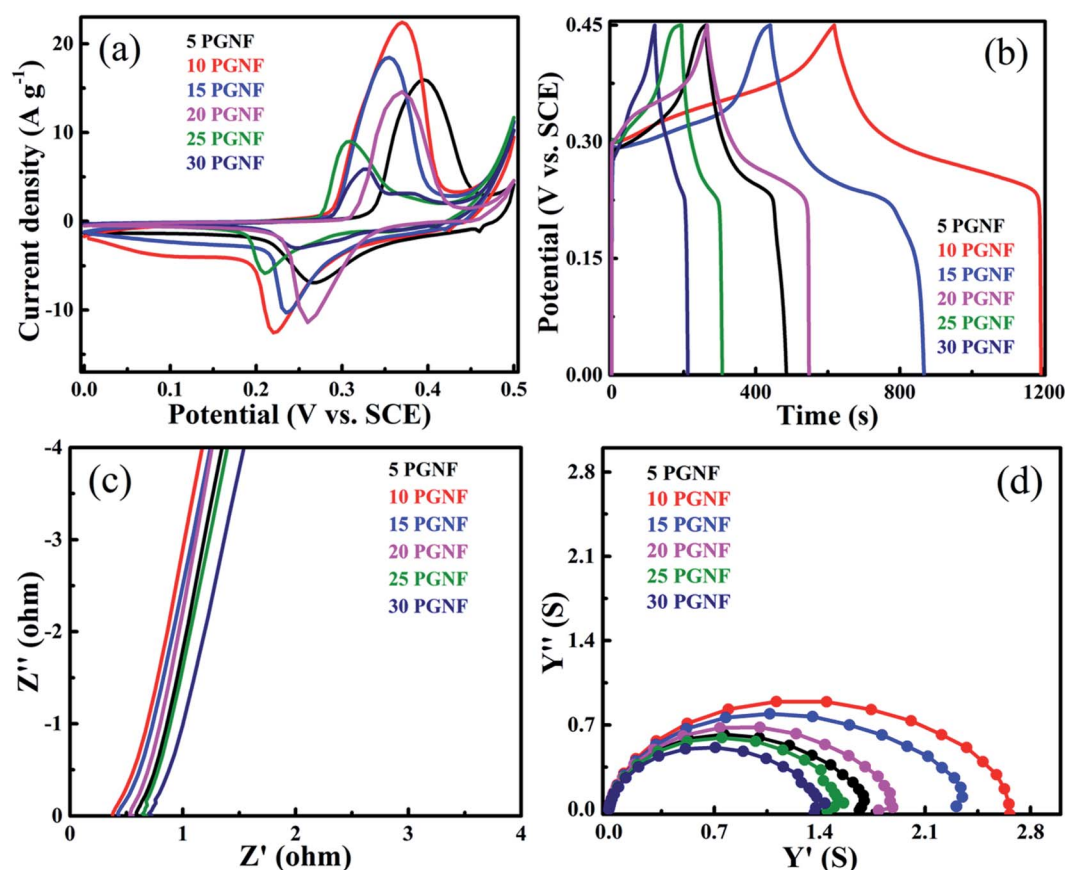 (a)
5 PGNF
10 PGNF
15 PGNF
20 PGNF
25 PGNF
30 PGNF
Current density (A g⁻¹)
20
10
0
-10
0.0
0.1
0.2
0.3
0.4
0.5
Potential (V vs. SCE)
(b)
5 PGNF
10 PGNF
15 PGNF
20 PGNF
25 PGNF
30 PGNF
Potential (V vs. SCE)
0.45
0.30
0.15
0.00
0
400
800
1200
Time (s)
(c)
5 PGNF
10 PGNF
15 PGNF
20 PGNF
25 PGNF
30 PGNF
Z'' (ohm)
-4
-3
-2
-1
0
0
1
2
3
4
Z' (ohm)
(d)
5 PGNF
10 PGNF
15 PGNF
20 PGNF
25 PGNF
30 PGNF
Y'' (S)
2.8
2.1
1.4
0.7
0.0
0.0
0.7
1.4
2.1
2.8
Y' (S)